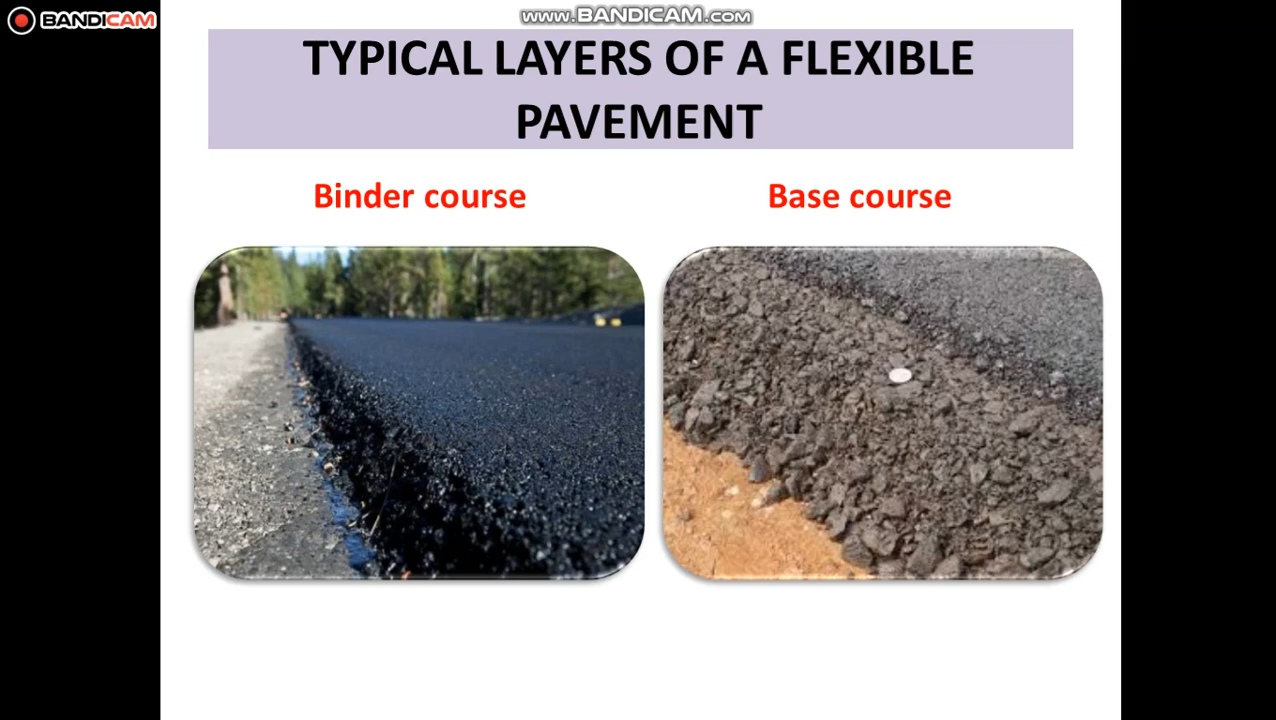 BANDICAM
www.BANDICAM.com
TYPICAL LAYERS OF A FLEXIBLE
PAVEMENT
Binder course
Base course